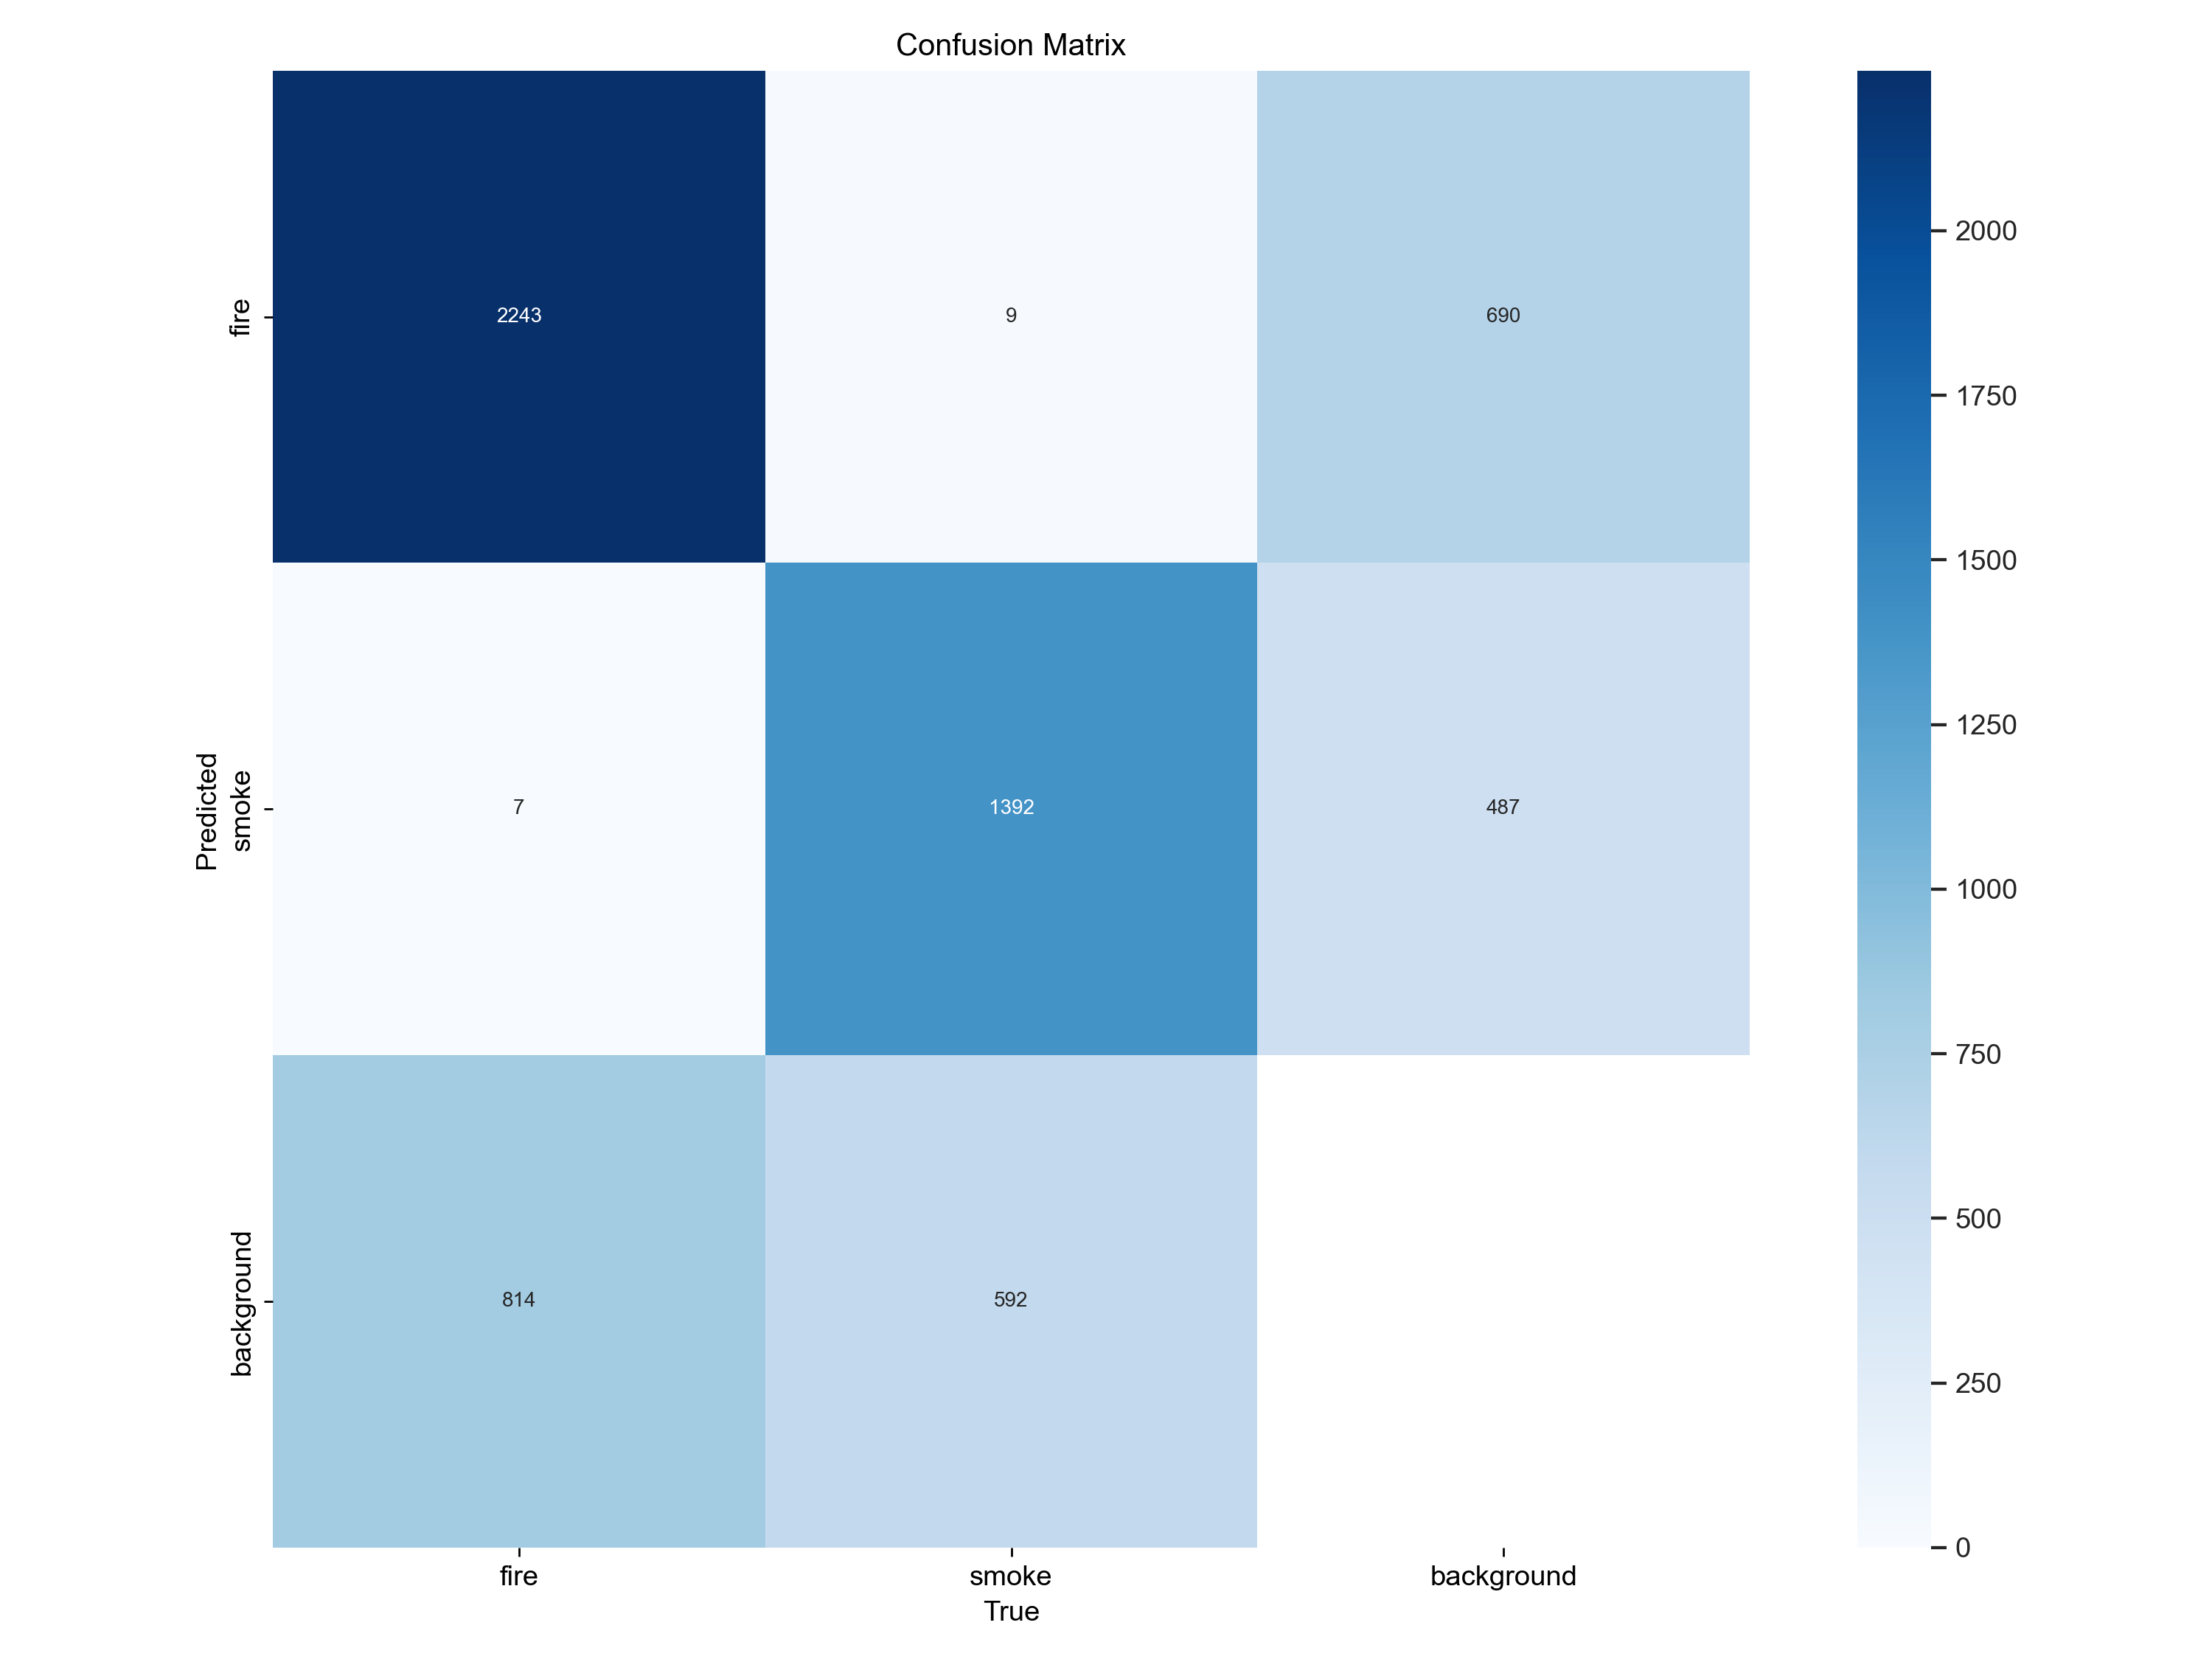 Confusion Matrix
Predicted
fire
2243
9
690
smoke
7
1392
487
background
814
592
fire
smoke
background
True
2000
1750
1500
1250
1000
750
500
250
0